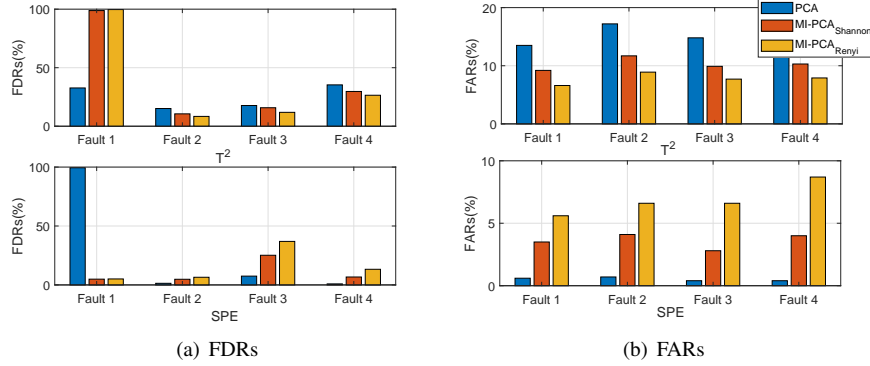 100
50
0
FDRs(%)
Fault 1 Fault 2 Fault 3 Fault 4
T²
100
50
0
FDRs(%)
Fault 1 Fault 2 Fault 3 Fault 4
SPE
(a) FDRs
20
10
0
FARs(%)
PCA
MI-PCA_Shannon
MI-PCA_Renyi
Fault 1 Fault 2 Fault 3 Fault 4
T²
10
5
0
FARs(%)
Fault 1 Fault 2 Fault 3 Fault 4
SPE
(b) FARs